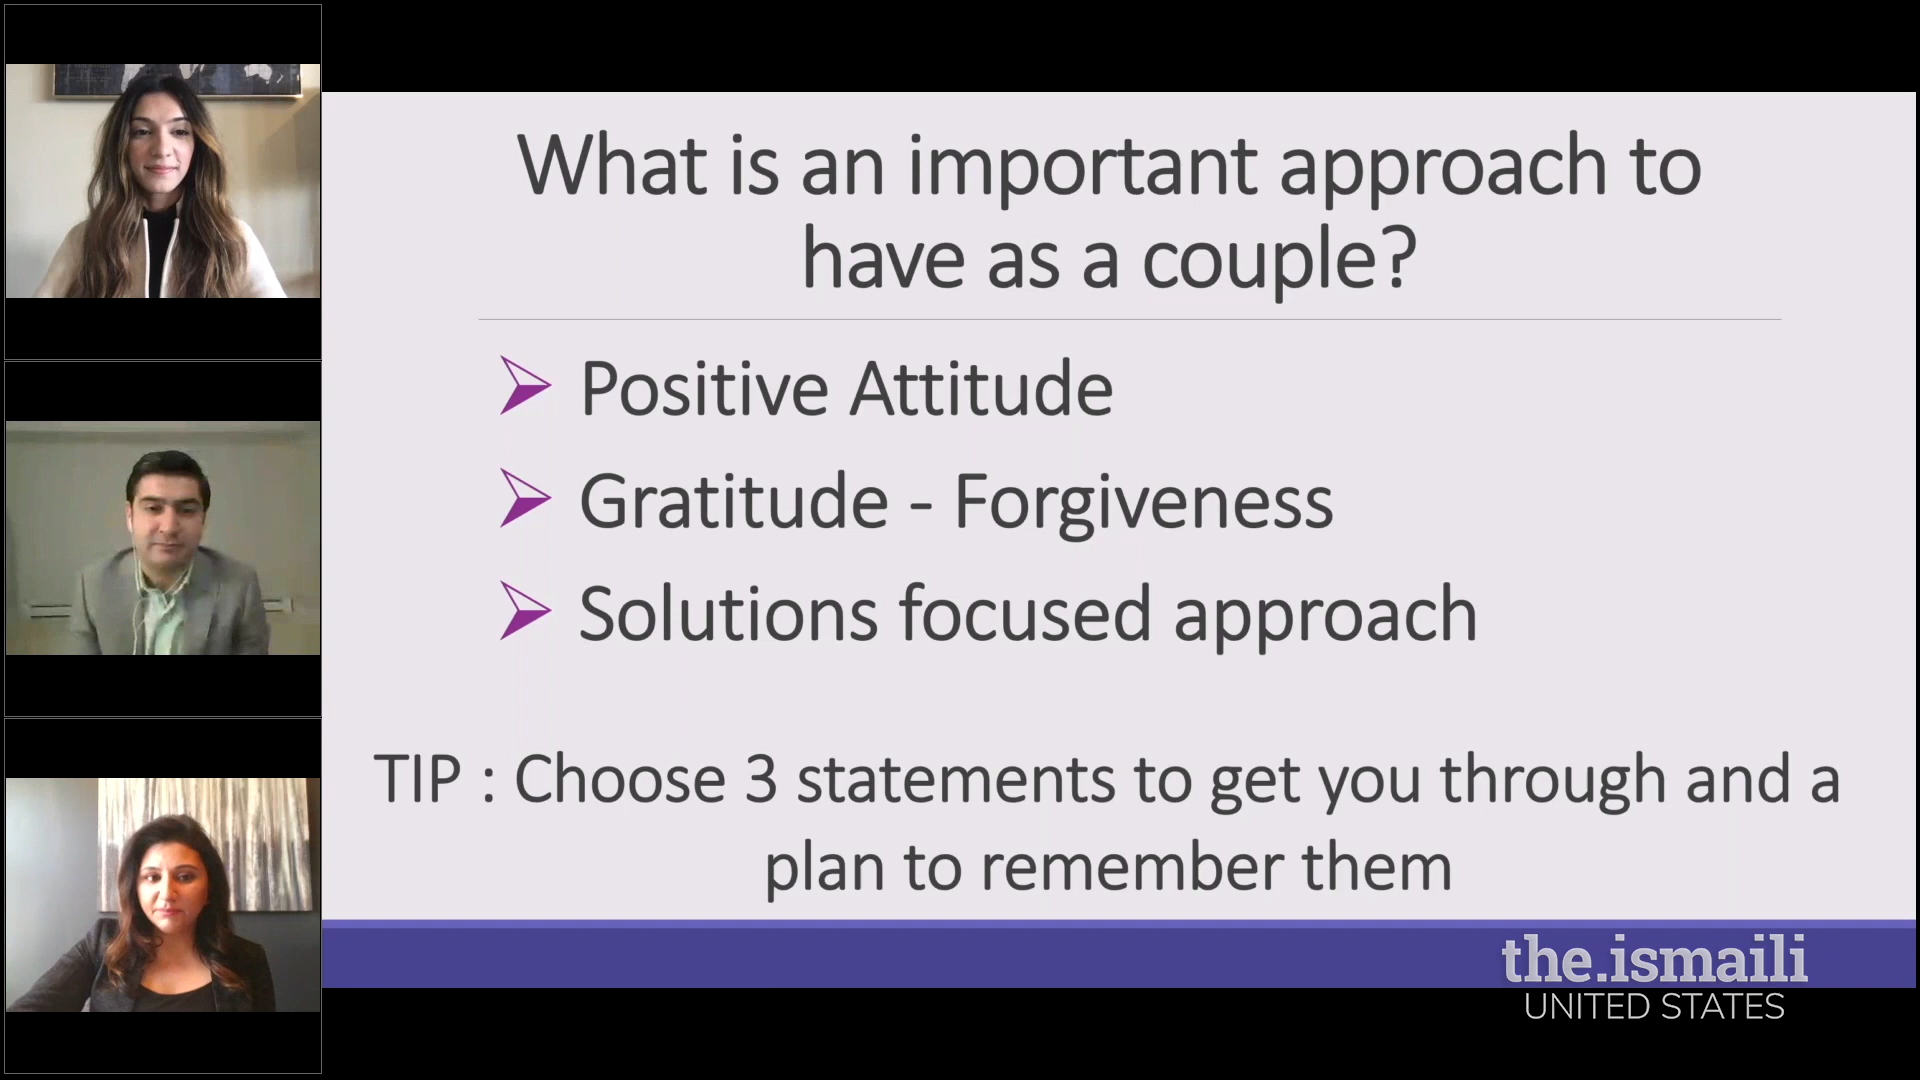 What is an important approach to
have as a couple?
Positive Attitude
Gratitude - Forgiveness
Solutions focused approach
TIP : Choose 3 statements to get you through and a
plan to remember them
the.ismaili
UNITED STATES